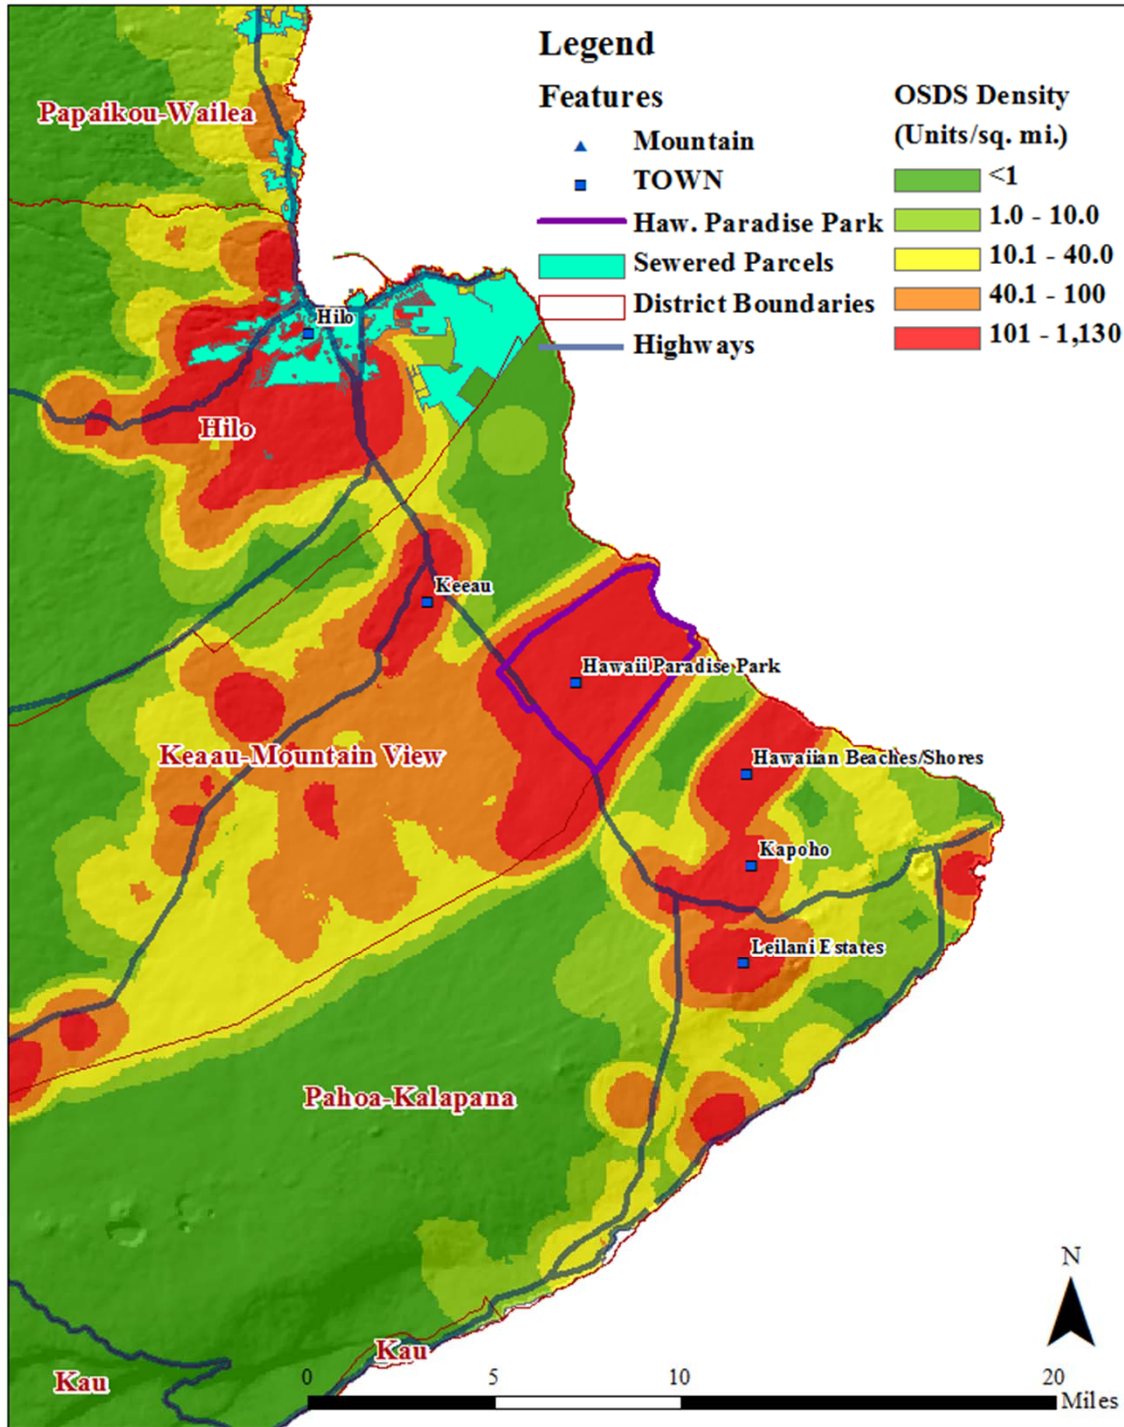 Legend
Features
Mountain
TOWN
Haw. Paradise Park
Sewered Parcels
District Boundaries
Highways
OSDS Density
(Units/sq. mi.)
<1
1.0 - 10.0
10.1 - 40.0
40.1 - 100
101 - 1,130
Papaikou-Wailea
Hilo
Hilo
Keeau
Hawaii Paradise Park
Keaau-Mountain View
Hawaiian Beaches/Shores
Kapoho
Leilani Estates
Pahoa-Kalapana
Kau
Kau
N
0 5 10 20
Miles